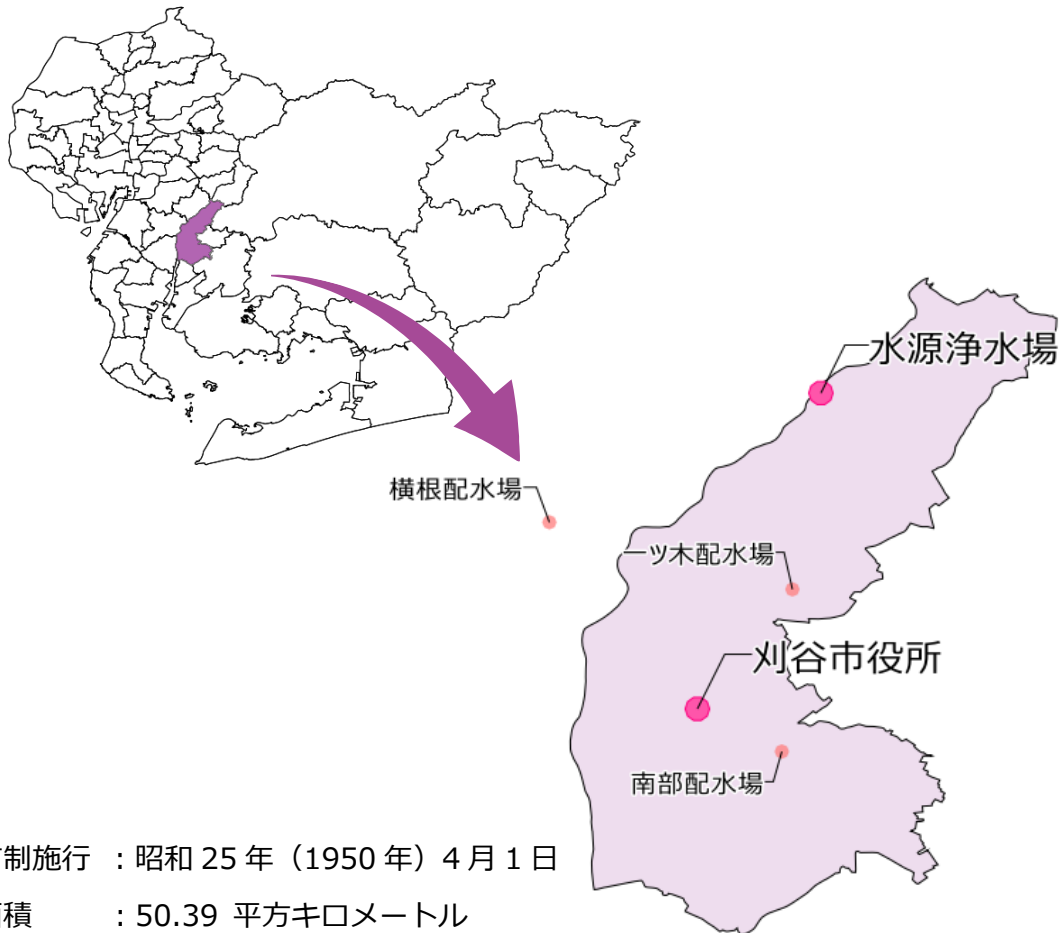 水源浄水場
横根配水場
一ツ木配水場
刈谷市役所
南部配水場
制施行 :昭和 25 年(1950 年)4 月 1 日
積 :50.39 平方キロメートル